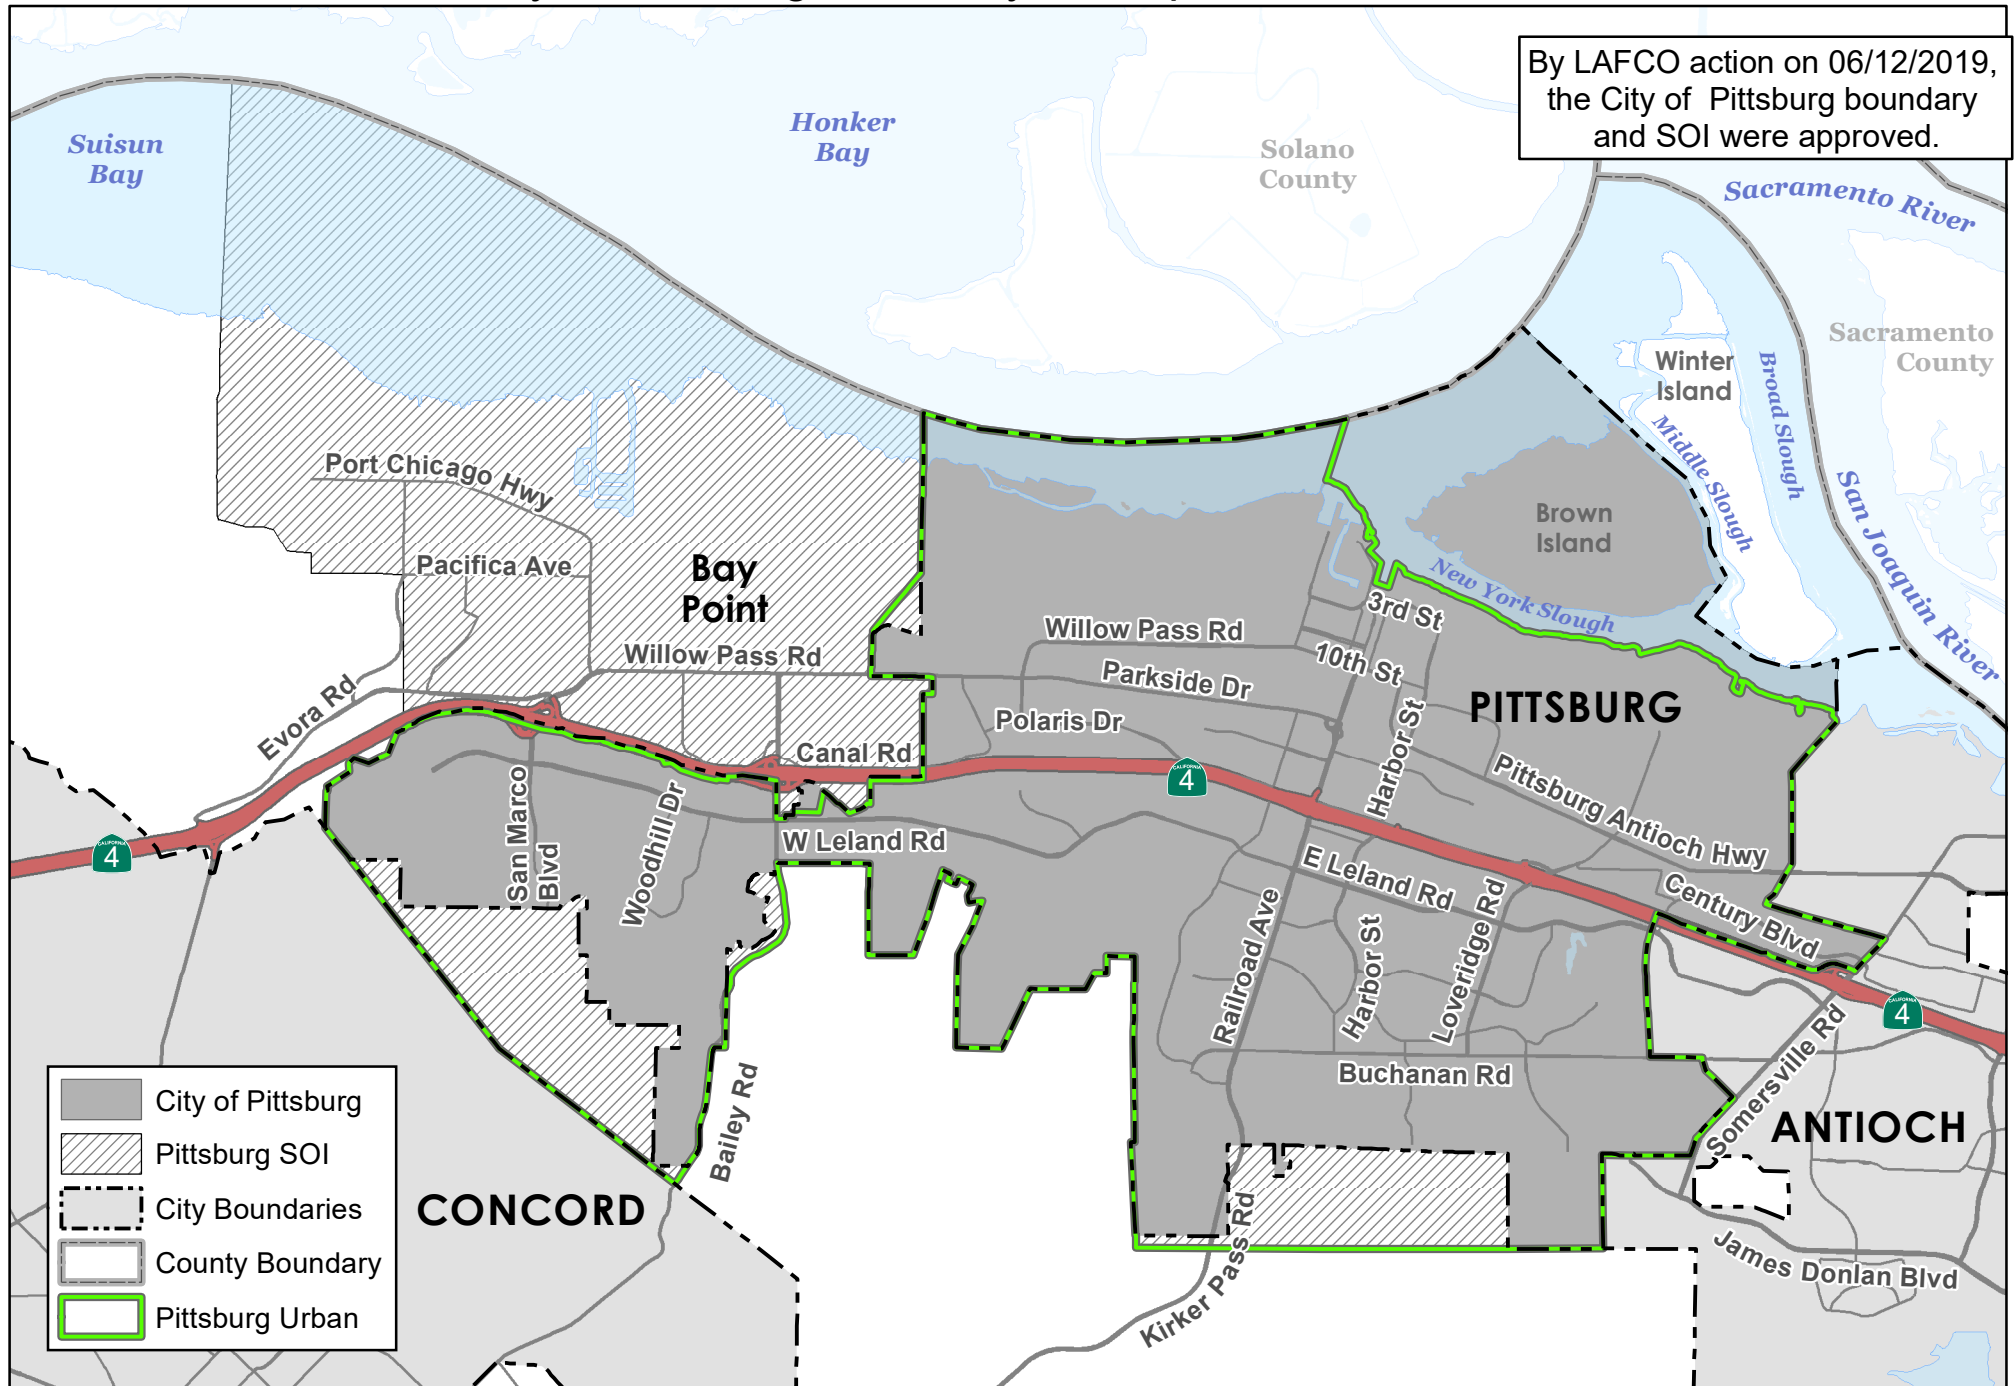 By LAFCO action on 06/12/2019,
the City of Pittsburg boundary
and SOI were approved.
Suisun
Bay
Honker
Bay
Solano
County
Sacramento River
Sacramento
County
Winter
Island
Broad Slough
Middle Slough
San Joaquin River
Brown
Island
New York Slough
Port Chicago Hwy
Pacifica Ave
Bay
Point
Willow Pass Rd
Willow Pass Rd
3rd St
10th St
Parkside Dr
Harbor St
PITTSBURG
Evora Rd
Polaris Dr
Canal Rd
CALIFORNIA
4
Pittsburg Antioch Hwy
San Marco
Blvd
Woodhill Dr
W Leland Rd
CALIFORNIA
4
E Leland Rd
Century Blvd
Railroad Ave
Harbor St
Loveridge Rd
CALIFORNIA
4
Somersville Rd
Buchanan Rd
Bailey Rd
ANTIOCH
CONCORD
Kirker Pass Rd
James Donlan Blvd
City of Pittsburg
Pittsburg SOI
City Boundaries
County Boundary
Pittsburg Urban